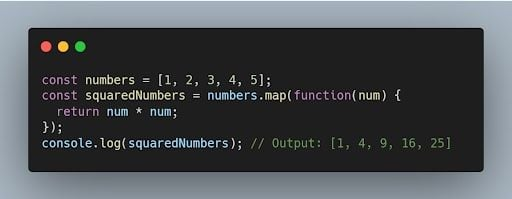 const numbers = [1, 2, 3, 4, 5];
const squaredNumbers = numbers.map(function(num) {
  return num * num;
});
console.log(squaredNumbers); // Output: [1, 4, 9, 16, 25]